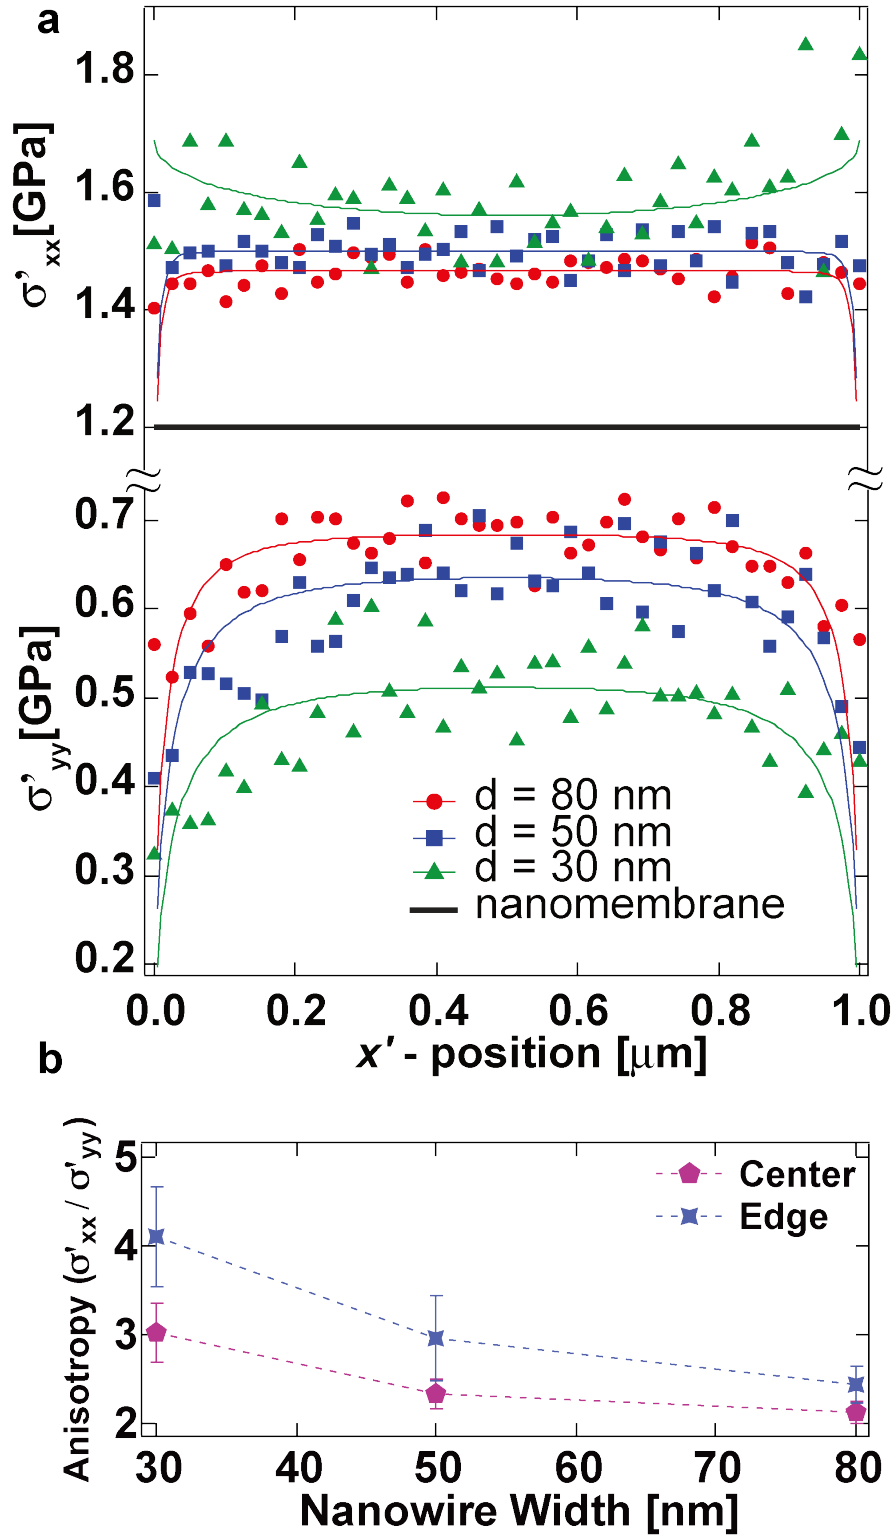 a
σ’xx[GPa]
1.8
1.6
1.4
1.2
σ’yy[GPa]
0.7
0.6
0.5
0.4
0.3
0.2
d = 80 nm
d = 50 nm
d = 30 nm
nanomembrane
0.0 0.2 0.4 0.6 0.8 1.0
x' - position [μm]
b
Anisotropy (σ'xx / σ'yy)
5
4
3
2
Center
Edge
30 40 50 60 70 80
Nanowire Width [nm]